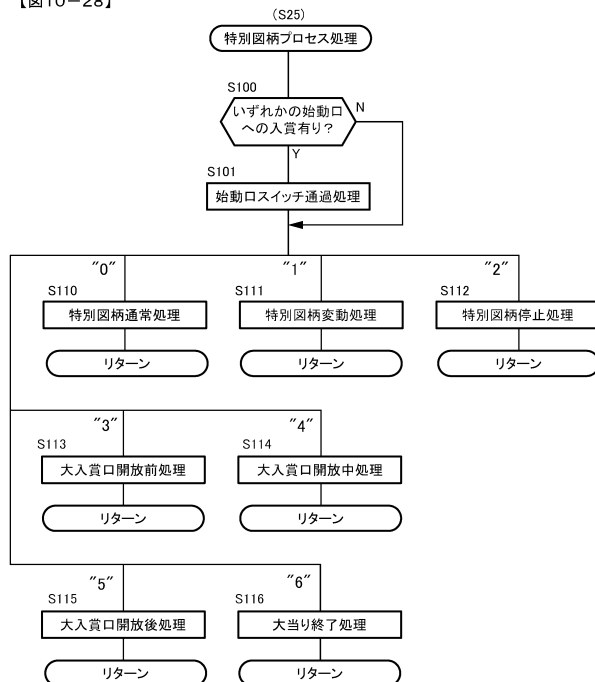 【図10-28】
(S25)
特別図柄プロセス処理
S100
いずれかの始動口
への入賞有り?
N
Y
S101
始動口スイッチ通過処理
"0"
"1"
"2"
S110
S111
S112
特別図柄通常処理
特別図柄変動処理
特別図柄停止処理
リターン
リターン
リターン
"3"
"4"
S113
S114
大入賞口開放前処理
大入賞口開放中処理
リターン
リターン
"5"
"6"
S115
S116
大入賞口開放後処理
大当り終了処理
リターン
リターン